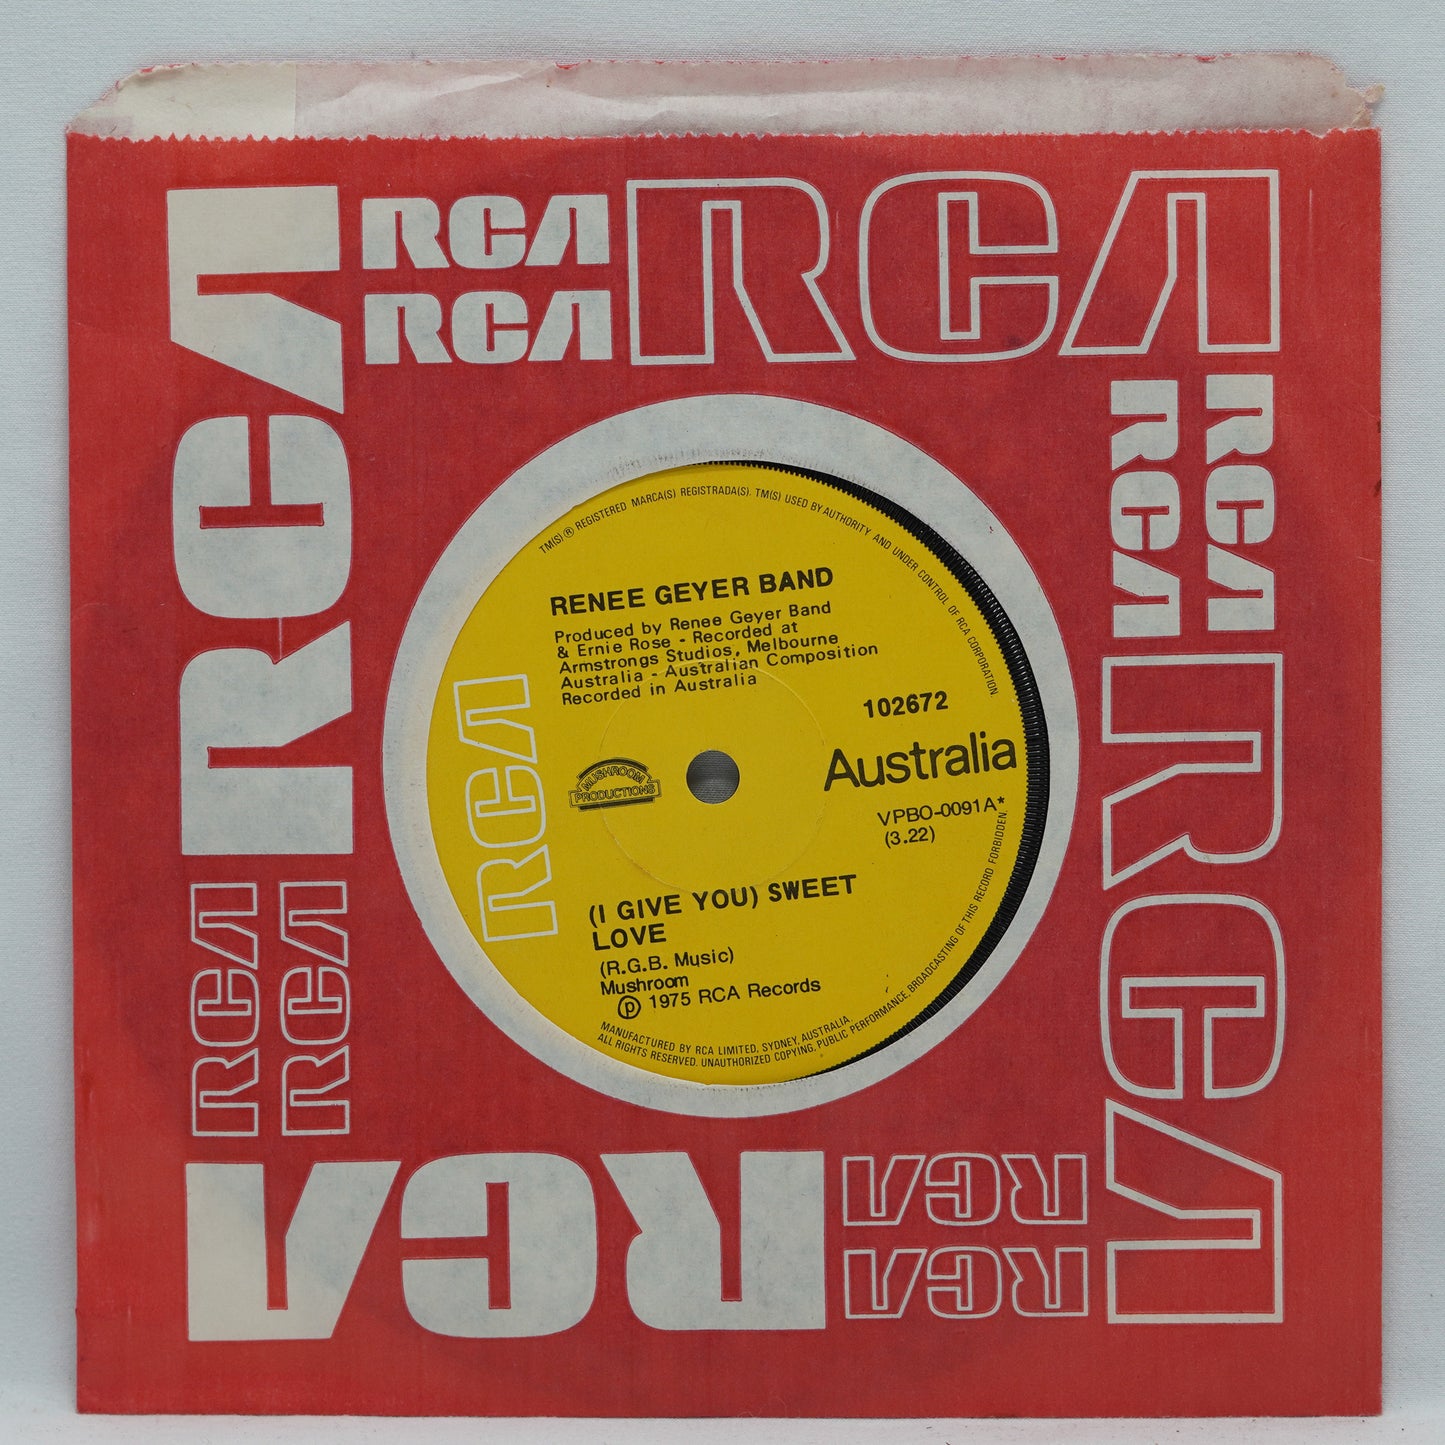 RCA
RCA
RCA
RCA
RCA
RCA
RCA
RCA
RCA
RCA
RCA
RCA
RCA
TM(S) ® REGISTERED MARCA(S) REGISTRADA(S). TM(S) USED BY AUTHORITY AND UNDER CONTROL OF RCA CORPORATION.
RENEE GEYER BAND
Produced by Renee Geyer Band
& Ernie Rose - Recorded at
Armstrongs Studios, Melbourne
Australia - Australian Composition
Recorded in Australia
102672
Australia
VPBO-0091A*
(3.22)
RCA
MUSHROOM
PRODUCTIONS
(I GIVE YOU) SWEET
LOVE
(R.G.B. Music)
Mushroom
℗ 1975 RCA Records
MANUFACTURED BY RCA LIMITED, SYDNEY, AUSTRALIA.
ALL RIGHTS RESERVED. UNAUTHORIZED COPYING, PUBLIC PERFORMANCE, BROADCASTING OF THIS RECORD FORBIDDEN.